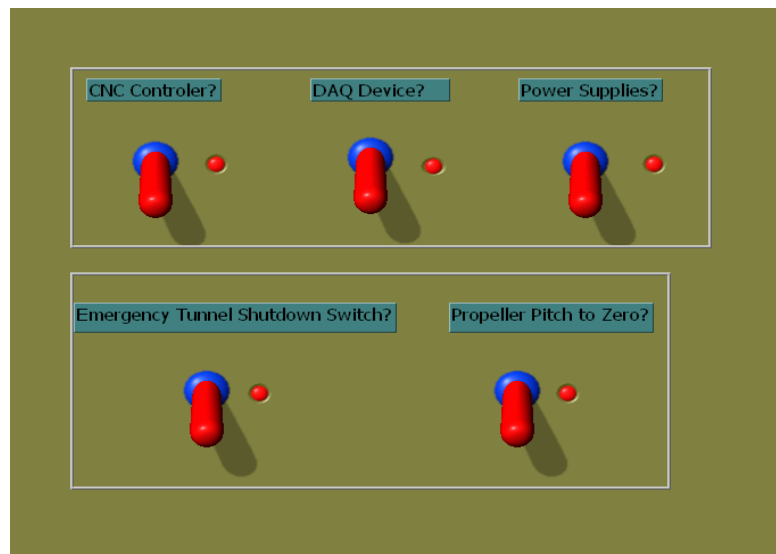 CNC Controler?
DAQ Device?
Power Supplies?
Emergency Tunnel Shutdown Switch?
Propeller Pitch to Zero?